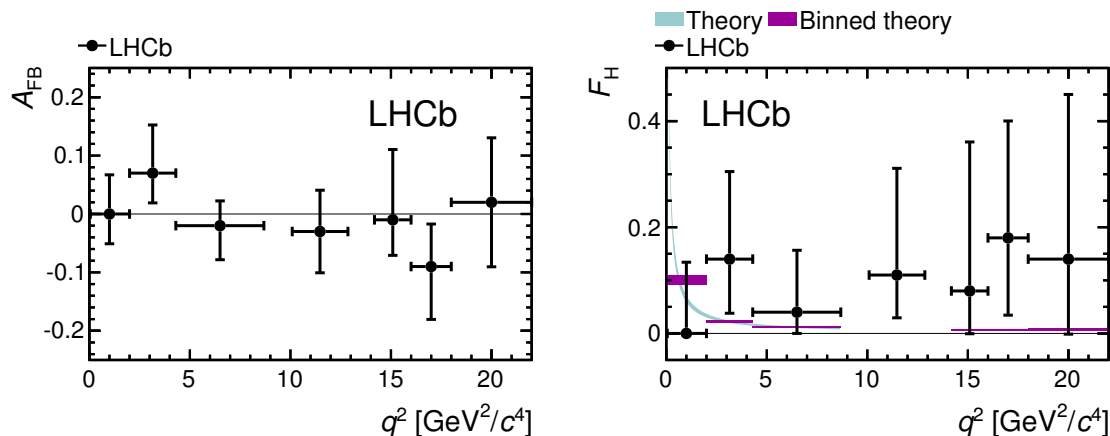 LHCb
A_FB
LHCb
0.2
0.1
0
-0.1
-0.2
0 5 10 15 20
q² [GeV²/c⁴]
Theory Binned theory
LHCb
F_H
LHCb
0.4
0.2
0
0 5 10 15 20
q² [GeV²/c⁴]